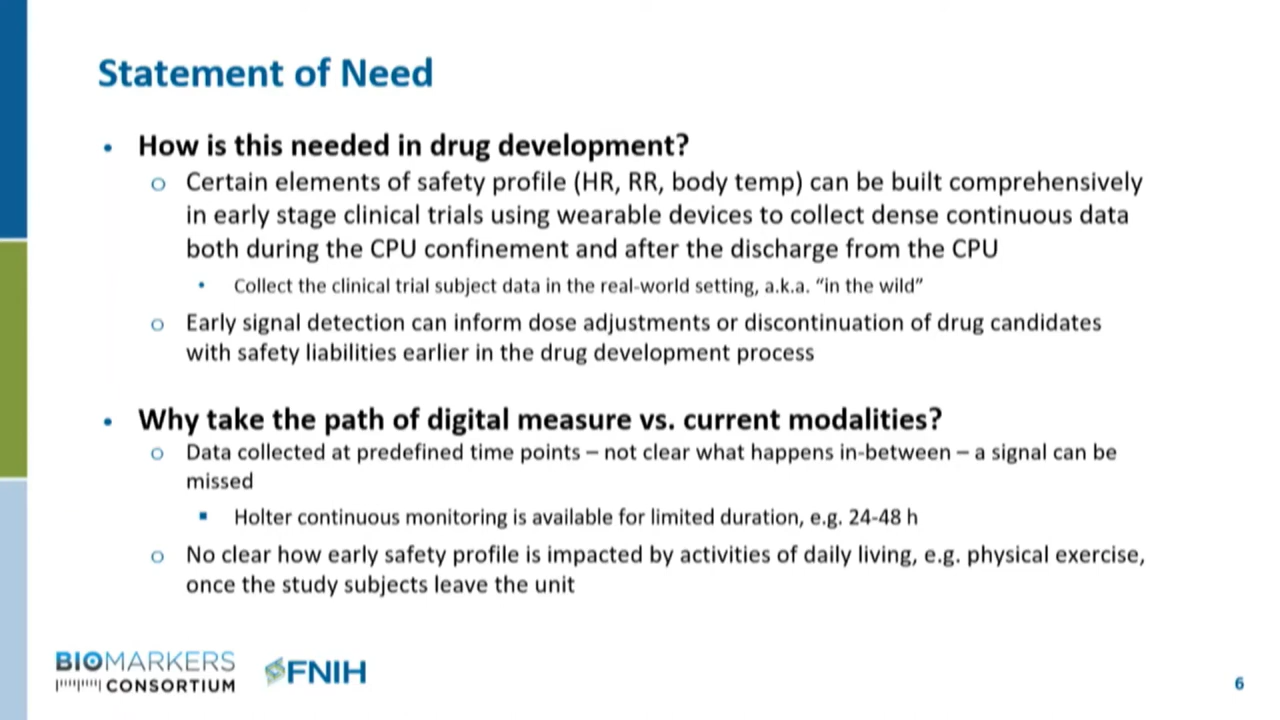 Statement of Need
• How is this needed in drug development?
o Certain elements of safety profile (HR, RR, body temp) can be built comprehensively
in early stage clinical trials using wearable devices to collect dense continuous data
both during the CPU confinement and after the discharge from the CPU
• Collect the clinical trial subject data in the real-world setting, a.k.a. “in the wild”
o Early signal detection can inform dose adjustments or discontinuation of drug candidates
with safety liabilities earlier in the drug development process
• Why take the path of digital measure vs. current modalities?
o Data collected at predefined time points – not clear what happens in-between – a signal can be
missed
▪ Holter continuous monitoring is available for limited duration, e.g. 24-48 h
o No clear how early safety profile is impacted by activities of daily living, e.g. physical exercise,
once the study subjects leave the unit
BIOMARKERS
CONSORTIUM
FNIH
6